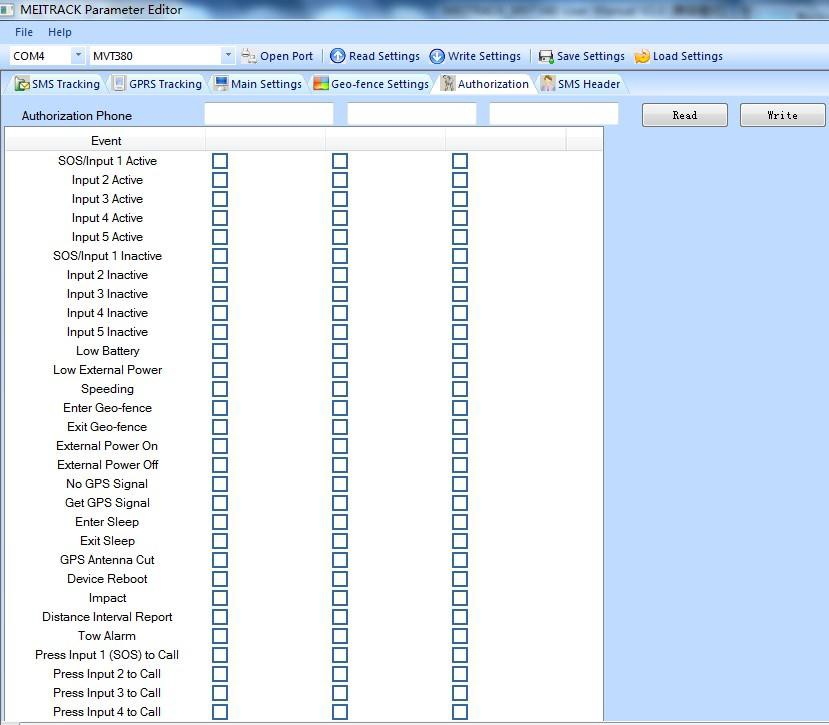 MEITRACK Parameter Editor
File Help
COM4 MVT380 Open Port Read Settings Write Settings Save Settings Load Settings
SMS Tracking GPRS Tracking Main Settings Geo-fence Settings Authorization SMS Header
Authorization Phone Read Write
Event
SOS/Input 1 Active
Input 2 Active
Input 3 Active
Input 4 Active
Input 5 Active
SOS/Input 1 Inactive
Input 2 Inactive
Input 3 Inactive
Input 4 Inactive
Input 5 Inactive
Low Battery
Low External Power
Speeding
Enter Geo-fence
Exit Geo-fence
External Power On
External Power Off
No GPS Signal
Get GPS Signal
Enter Sleep
Exit Sleep
GPS Antenna Cut
Device Reboot
Impact
Distance Interval Report
Tow Alarm
Press Input 1 (SOS) to Call
Press Input 2 to Call
Press Input 3 to Call
Press Input 4 to Call